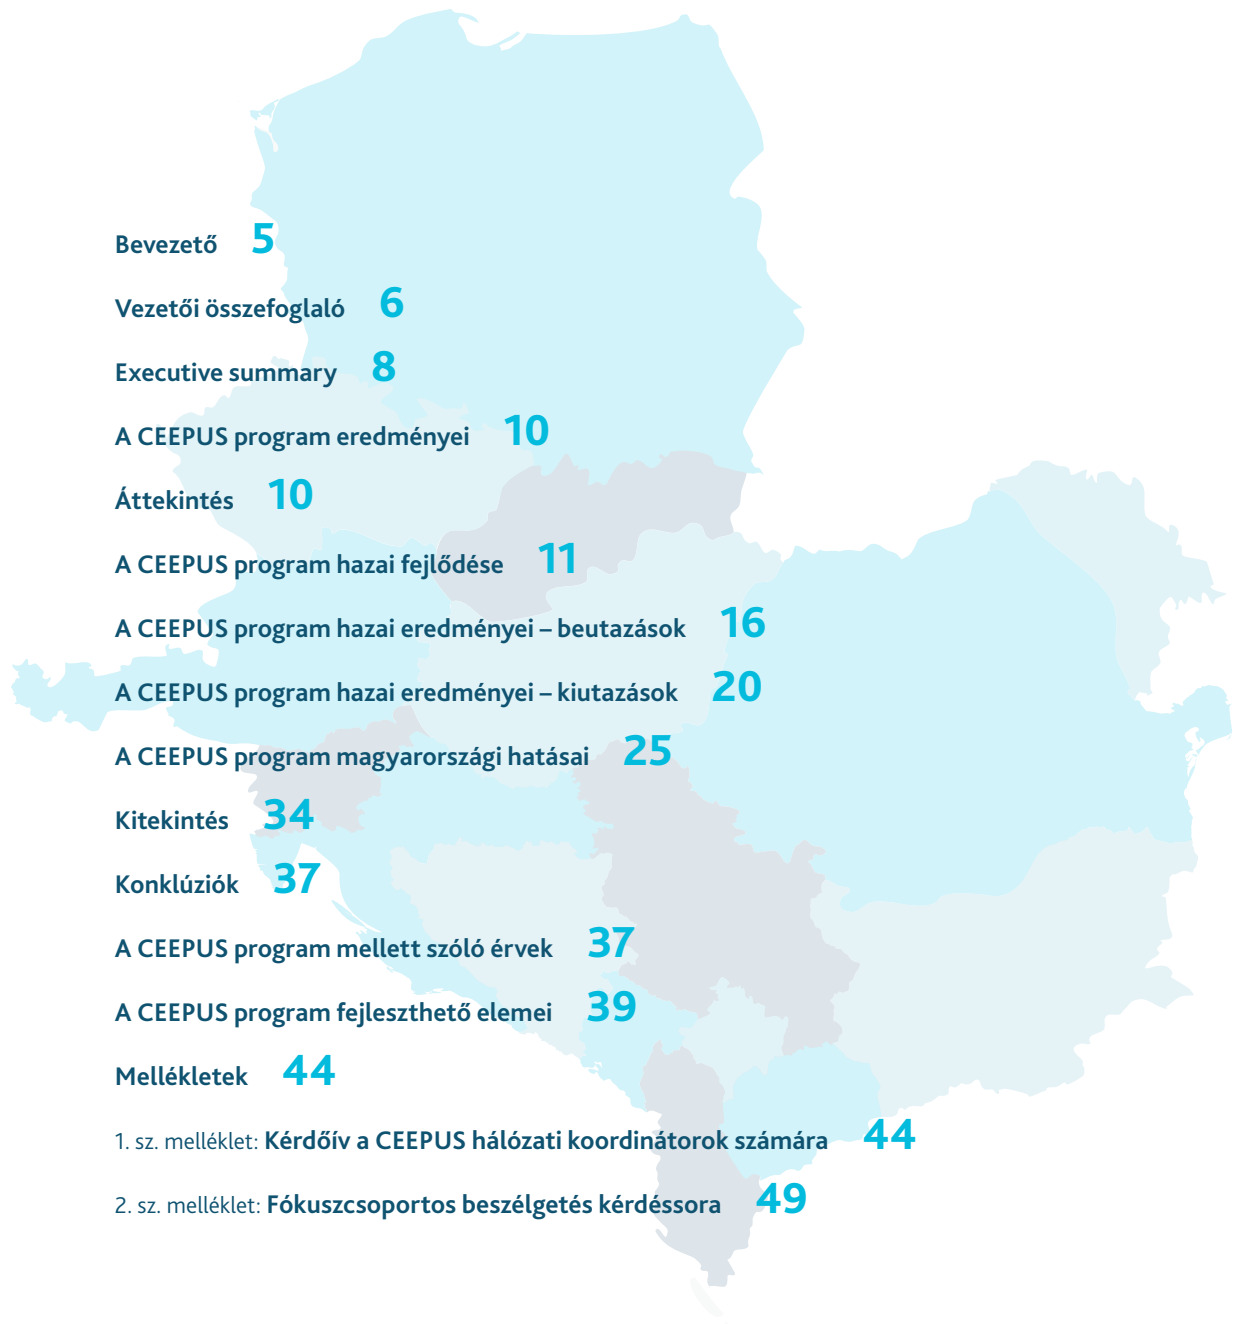 Bevezető 5
Vezetői összefoglaló 6
Executive summary 8
A CEEPUS program eredményei 10
Áttekintés 10
A CEEPUS program hazai fejlődése 11
A CEEPUS program hazai eredményei – beutazások 16
A CEEPUS program hazai eredményei – kiutazások 20
A CEEPUS program magyarországi hatásai 25
Kitekintés 34
Konklúziók 37
A CEEPUS program mellett szóló érvek 37
A CEEPUS program fejleszthető elemei 39
Mellékletek 44
1. sz. melléklet: Kérdőív a CEEPUS hálózati koordinátorok számára 44
2. sz. melléklet: Fókuszcsoportos beszélgetés kérdéssora 49